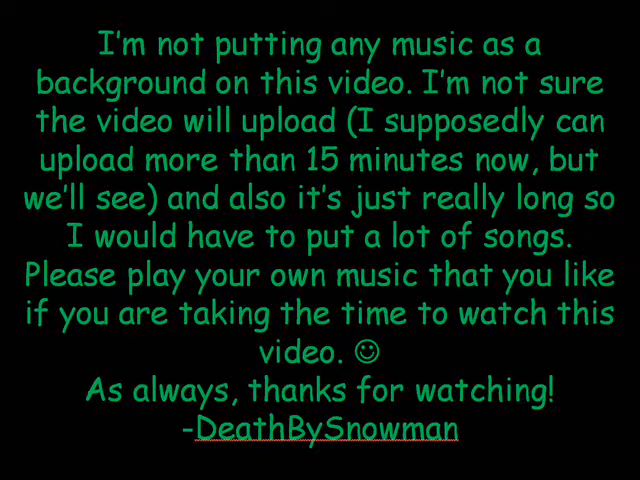 I’m not putting any music as a
background on this video. I’m not sure
the video will upload (I supposedly can
upload more than 15 minutes now, but
we’ll see) and also it’s just really long so
I would have to put a lot of songs.
Please play your own music that you like
if you are taking the time to watch this
video. ☺
As always, thanks for watching!
-DeathBySnowman